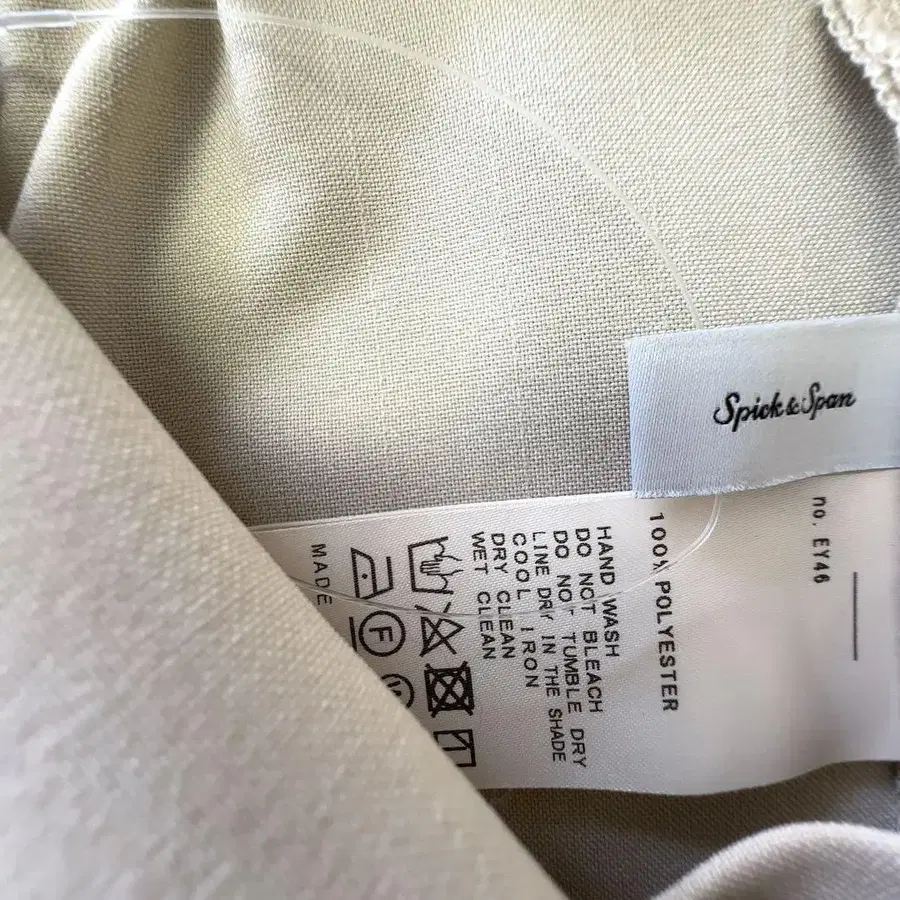 Spick & Span
no. EY46
100% POLYESTER
HAND WASH
DO NOT BLEACH
DO NOT TUMBLE DRY
LINE DRY IN THE SHADE
COOL IRON
DRY CLEAN
WET CLEAN
F
MADE